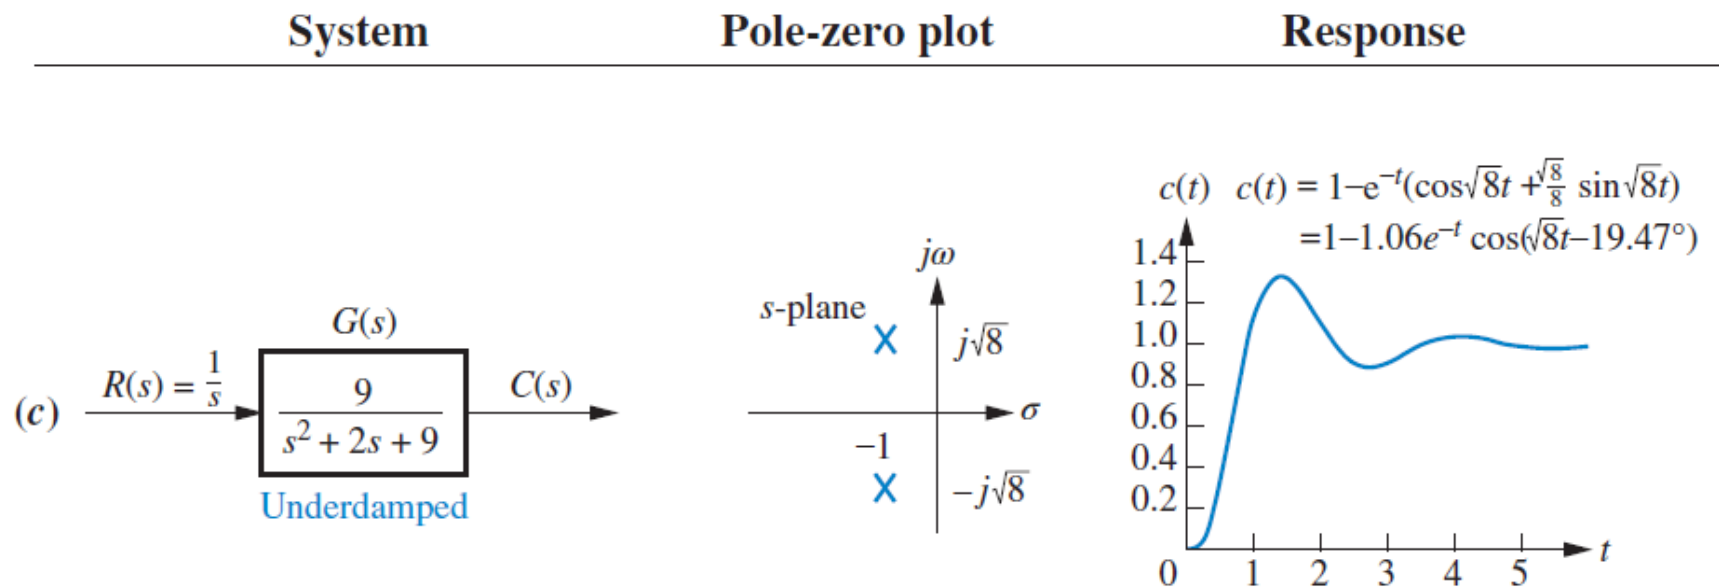 System Pole-zero plot Response
c(t) c(t) = 1–e⁻ᵗ(cos√8t + √8/8 sin√8t)
=1–1.06e⁻ᵗ cos(√8t–19.47°)
(c)
R(s) = 1/s
G(s)
9
s² + 2s + 9
C(s)
Underdamped
jω
s-plane
j√8
σ
–1
–j√8
1.4
1.2
1.0
0.8
0.6
0.4
0.2
0 1 2 3 4 5
t